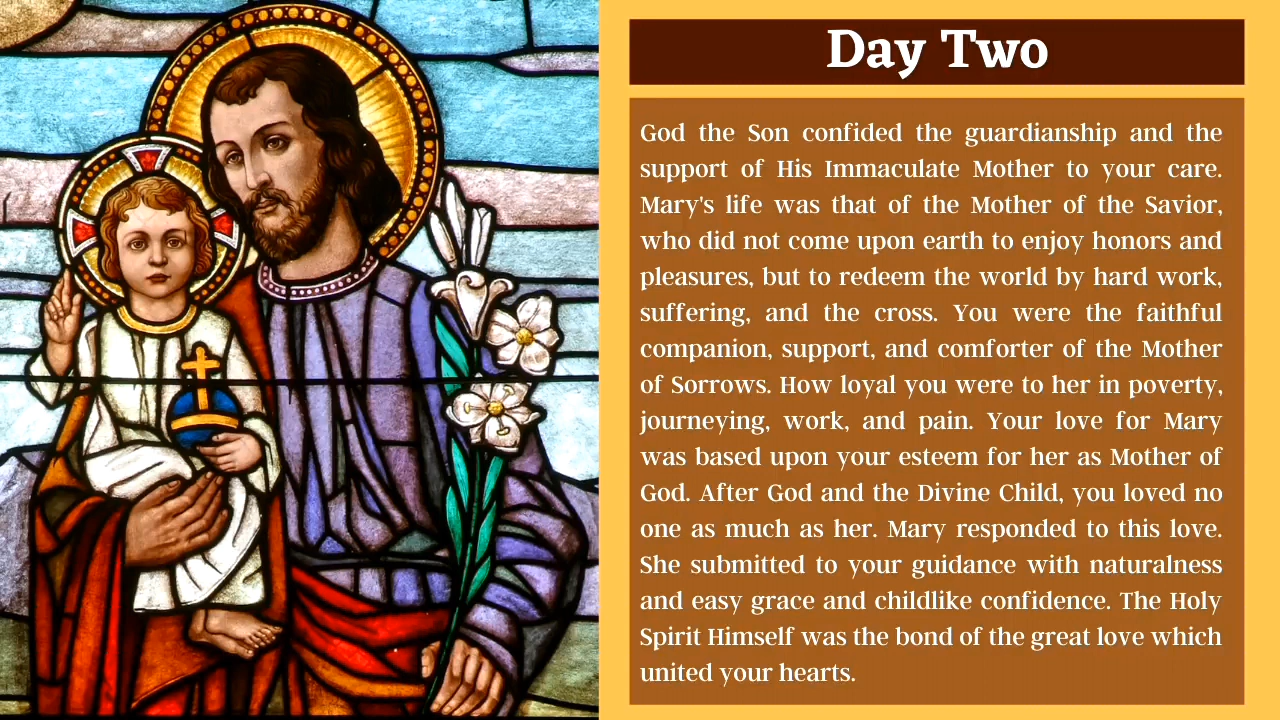 Day Two
God the Son confided the guardianship and the
support of His Immaculate Mother to your care.
Mary's life was that of the Mother of the Savior,
who did not come upon earth to enjoy honors and
pleasures, but to redeem the world by hard work,
suffering, and the cross. You were the faithful
companion, support, and comforter of the Mother
of Sorrows. How loyal you were to her in poverty,
journeying, work, and pain. Your love for Mary
was based upon your esteem for her as Mother of
God. After God and the Divine Child, you loved no
one as much as her. Mary responded to this love.
She submitted to your guidance with naturalness
and easy grace and childlike confidence. The Holy
Spirit Himself was the bond of the great love which
united your hearts.